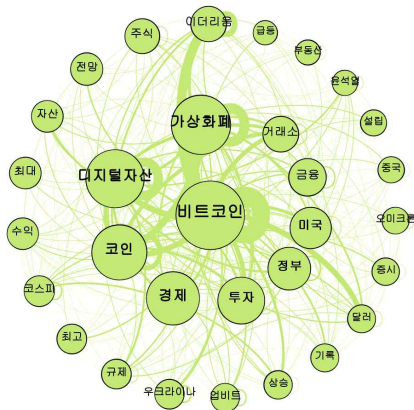 이더리움
주식
급등
부동산
전망
윤석열
가상화폐
거래소
자산
설립
최대
디지털자산
금융
중국
비트코인
수익
미국
오미크론
코인
정부
증시
코스피
경제
투자
달러
최고
기록
규제
우크라이나
업비트
상승